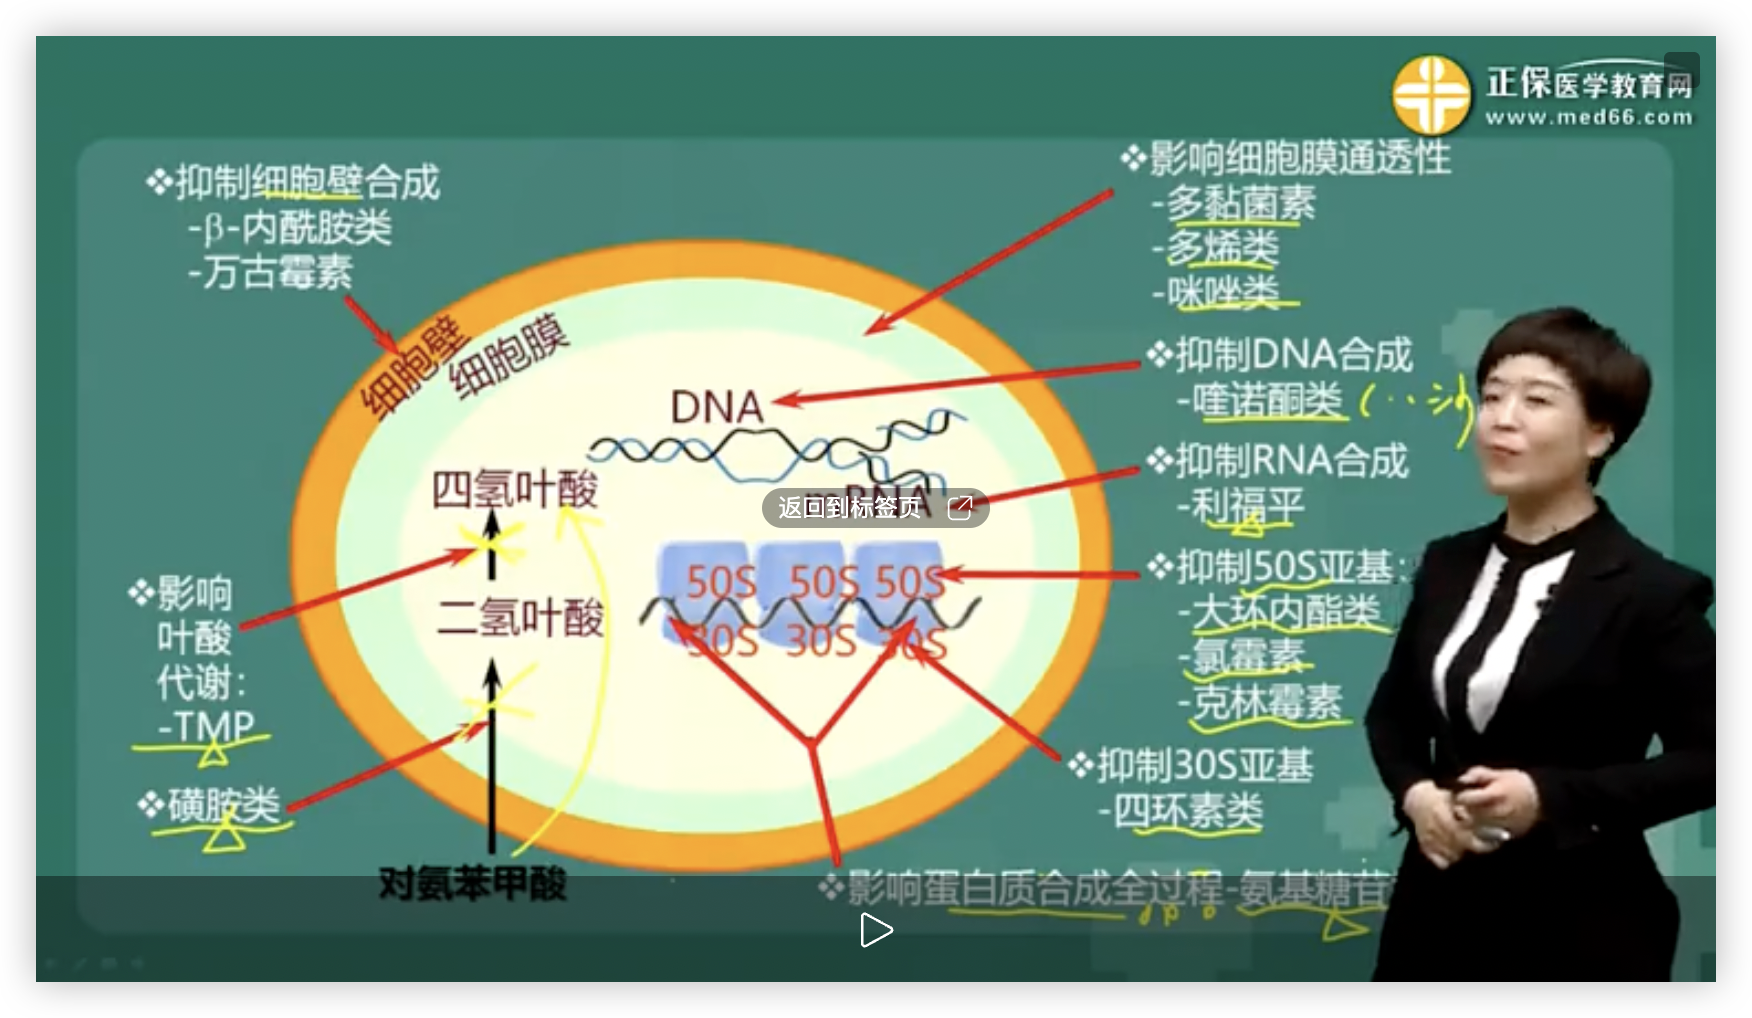 正保医学教育网
www.med66.com
❖抑制细胞壁合成
-β-内酰胺类
-万古霉素
❖影响细胞膜通透性
-多黏菌素
-多烯类
-咪唑类
细胞壁
细胞膜
❖抑制DNA合成
-喹诺酮类
DNA
❖抑制RNA合成
-利福平
四氢叶酸
RNA
返回到标签页
❖抑制50S亚基:
-大环内酯类
-氯霉素
-克林霉素
50S 50S 50S
30S 30S 30S
二氢叶酸
❖影响
叶酸
代谢:
-TMP
❖磺胺类
❖抑制30S亚基
-四环素类
对氨苯甲酸
❖影响蛋白质合成全过程-氨基糖苷